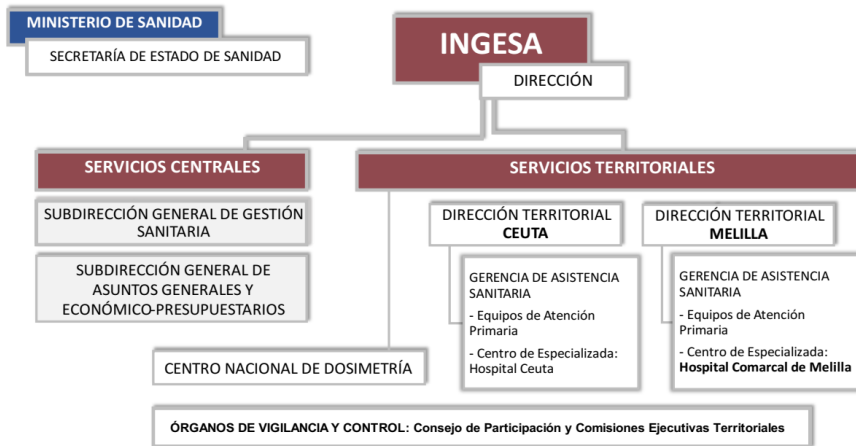 MINISTERIO DE SANIDAD
SECRETARÍA DE ESTADO DE SANIDAD
INGESA
DIRECCIÓN
SERVICIOS CENTRALES
SUBDIRECCIÓN GENERAL DE GESTIÓN
SANITARIA
SUBDIRECCIÓN GENERAL DE
ASUNTOS GENERALES Y
ECONÓMICO-PRESUPUESTARIOS
SERVICIOS TERRITORIALES
DIRECCIÓN TERRITORIAL
CEUTA
GERENCIA DE ASISTENCIA
SANITARIA
- Equipos de Atención
Primaria
- Centro de Especializada:
Hospital Ceuta
DIRECCIÓN TERRITORIAL
MELILLA
GERENCIA DE ASISTENCIA
SANITARIA
- Equipos de Atención
Primaria
- Centro de Especializada:
Hospital Comarcal de Melilla
CENTRO NACIONAL DE DOSIMETRÍA
ÓRGANOS DE VIGILANCIA Y CONTROL: Consejo de Participación y Comisiones Ejecutivas Territoriales